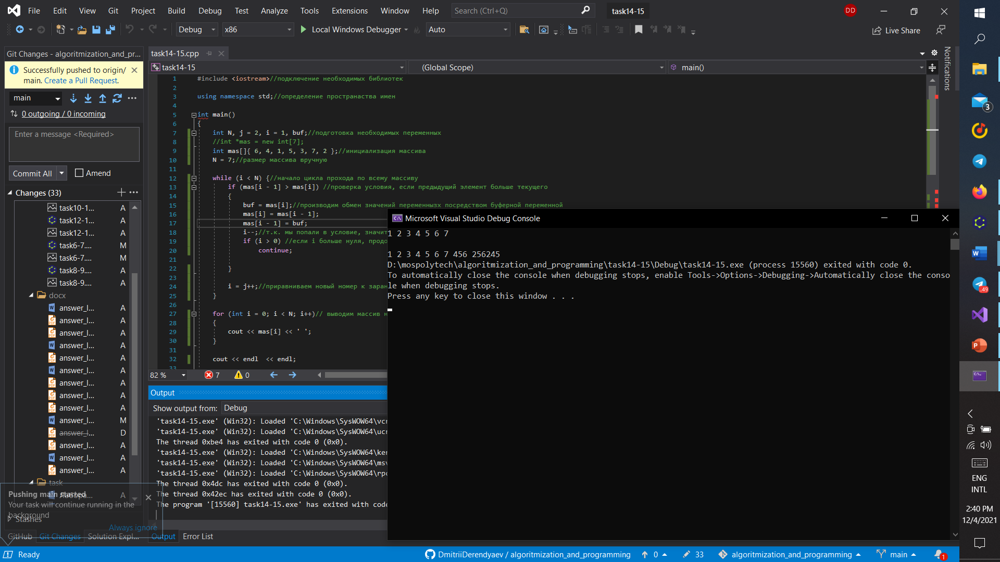 File Edit View Git Project Build Debug Test Analyze Tools Extensions Window Help Search (Ctrl+Q) task14-15 DD
Debug x86 Local Windows Debugger Auto Live Share
Git Changes - algoritmization_and_pr...
Successfully pushed to origin/
main. Create a Pull Request.
main
0 outgoing / 0 incoming
Enter a message <Required>
Commit All Amend
Changes (33)
task10-1... A
task12-1... A
task12-1... A
task6-7.... M
task6-7.... M
task8-9.... A
task8-9.... A
docx
answer_l... A
answer_l... A
answer_l... A
answer_l... A
answer_l... A
answer_l... A
answer_l... A
answer_l... A
answer_l... A
answer_l... M
answer_l... D
answer_l... A
answer_l... A
answer_l... A
task
A
Pushing main started
Your task will continue running in the
background
Stashes
Always ignore
GitHub Git Changes Solution Expl...
task14-15.cpp
task14-15 (Global Scope) main()
1 #include <iostream>//подключение необходимых библиотек
2
3 using namespace std;//определение пространаства имен
4
5 int main()
6 {
7 int N, j = 2, i = 1, buf;//подготовка необходимых переменных
8 //int *mas = new int[7];
9 int mas[]{ 6, 4, 1, 5, 3, 7, 2 };//инициализация массива
10 N = 7;//размер массива вручную
11
12 while (i < N) {//начало цикла прохода по всему массиву
13 if (mas[i - 1] > mas[i]) //проверка условия, если предыдущий элемент больше текущего
14 {
15 buf = mas[i];//производим обмен значений переменныхз посредством буферной переменной
16 mas[i] = mas[i - 1];
17 mas[i - 1] = buf;
18 i--;//т.к. мы попали в условие, значит
19 if (i > 0) //если i больше нуля, продо
20 continue;
21
22 }
23
24 i = j++;//приравниваем новый номер к заран
25 }
26
27 for (int i = 0; i < N; i++)// выводим массив н
28 {
29 cout << mas[i] << ' ';
30 }
31
32 cout << endl << endl;
33
82 % 7 0
Output
Show output from: Debug
'task14-15.exe' (Win32): Loaded 'C:\Windows\SysWOW64\vcr
'task14-15.exe' (Win32): Loaded 'C:\Windows\SysWOW64\ucr
The thread 0xbe4 has exited with code 0 (0x0).
'task14-15.exe' (Win32): Loaded 'C:\Windows\SysWOW64\ker
'task14-15.exe' (Win32): Loaded 'C:\Windows\SysWOW64\msv
'task14-15.exe' (Win32): Loaded 'C:\Windows\SysWOW64\rpc
The thread 0x4dc has exited with code 0 (0x0).
The thread 0x42ec has exited with code 0 (0x0).
The program '[15560] task14-15.exe' has exited with code
Output Error List
Microsoft Visual Studio Debug Console
1 2 3 4 5 6 7
1 2 3 4 5 6 7 456 256245
D:\mospolytech\algoritmization_and_programming\task14-15\Debug\task14-15.exe (process 15560) exited with code 0.
To automatically close the console when debugging stops, enable Tools->Options->Debugging->Automatically close the conso
le when debugging stops.
Press any key to close this window . . .
Notifications
3
..49
ENG
INTL
2:40 PM
12/4/2021
Ready DmitriiDerendyaev / algoritmization_and_programming 0 33 algoritmization_and_programming main 1